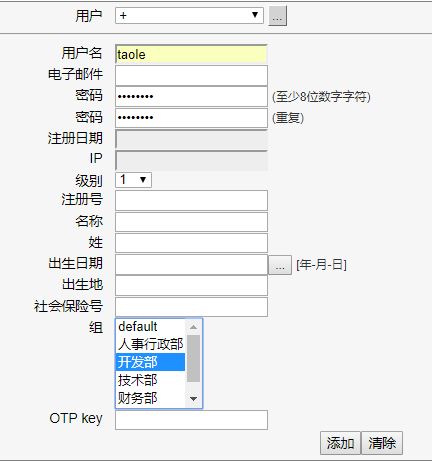 用户 + ...
用户名 taole
电子邮件
密码 •••••••• (至少8位数字字符)
密码 •••••••• (重复)
注册日期
IP
级别 1
注册号
名称
姓
出生日期 ... [年-月-日]
出生地
社会保险号
组 default
人事行政部
开发部
技术部
财务部
OTP key
添加 清除